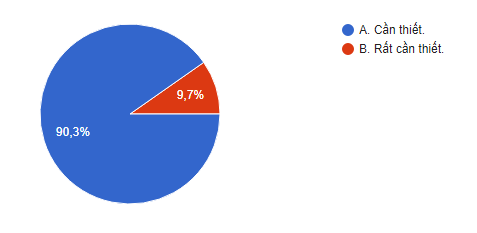 A. Cần thiết.
B. Rất cần thiết.
9,7%
90,3%